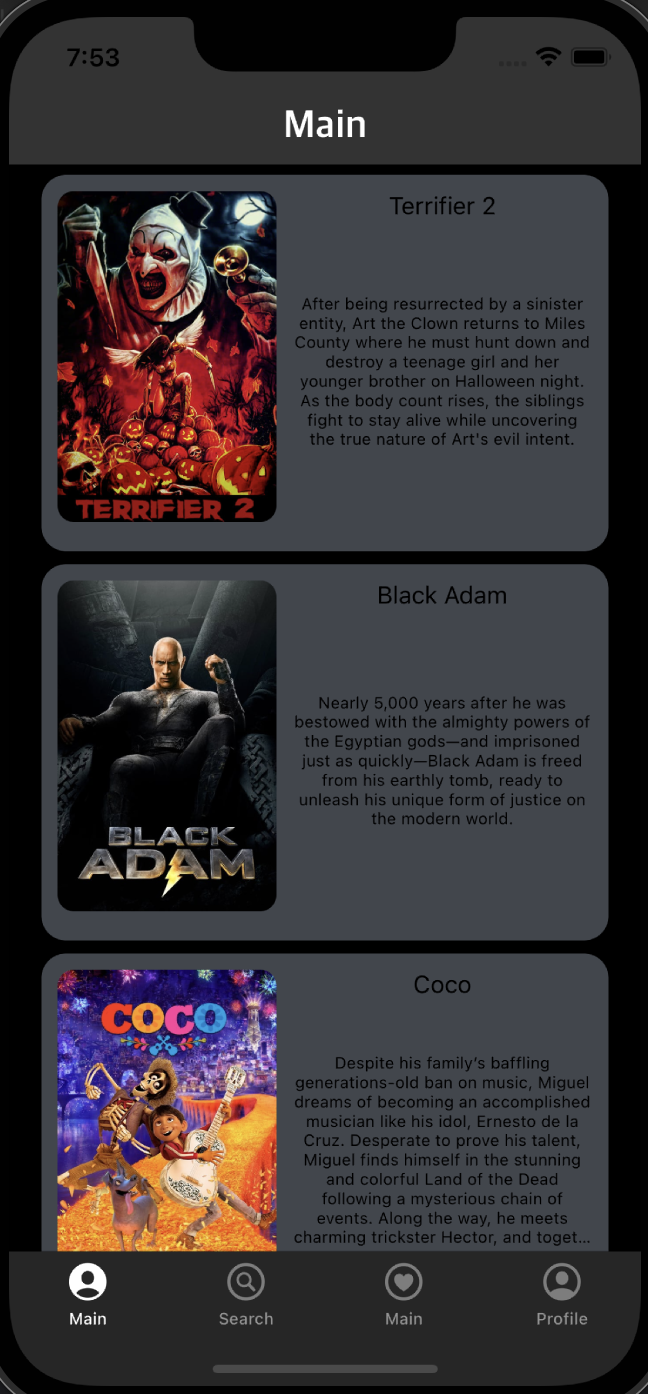 7:53
Main
Terrifier 2
After being resurrected by a sinister
entity, Art the Clown returns to Miles
County where he must hunt down and
destroy a teenage girl and her
younger brother on Halloween night.
As the body count rises, the siblings
fight to stay alive while uncovering
the true nature of Art's evil intent.
TERRIFIER 2
Black Adam
Nearly 5,000 years after he was
bestowed with the almighty powers of
the Egyptian gods—and imprisoned
just as quickly—Black Adam is freed
from his earthly tomb, ready to
unleash his unique form of justice on
the modern world.
BLACK
ADAM
Coco
COCO
Despite his family’s baffling
generations-old ban on music, Miguel
dreams of becoming an accomplished
musician like his idol, Ernesto de la
Cruz. Desperate to prove his talent,
Miguel finds himself in the stunning
and colorful Land of the Dead
following a mysterious chain of
events. Along the way, he meets
charming trickster Hector, and toget...
Main
Search
Main
Profile